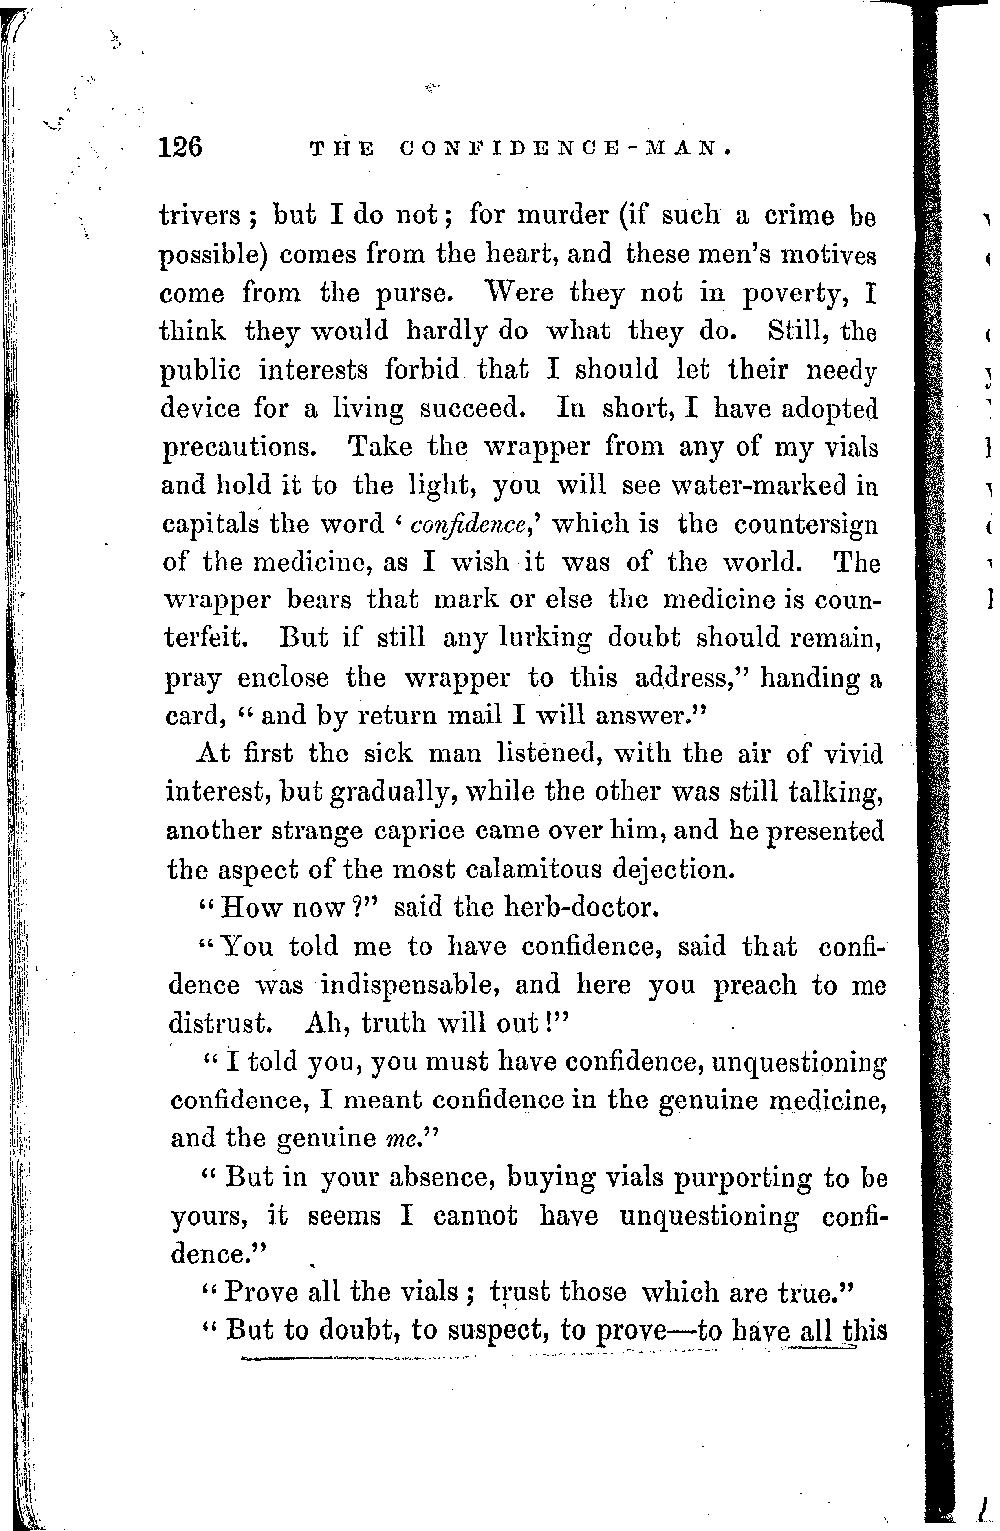 126 THE CONFIDENCE-MAN.
trivers; but I do not; for murder (if such a crime be
possible) comes from the heart, and these men's motives
come from the purse. Were they not in poverty, I
think they would hardly do what they do. Still, the
public interests forbid that I should let their needy
device for a living succeed. In short, I have adopted
precautions. Take the wrapper from any of my vials
and hold it to the light, you will see water-marked in
capitals the word 'confidence,' which is the countersign
of the medicine, as I wish it was of the world. The
wrapper bears that mark or else the medicine is coun-
terfeit. But if still any lurking doubt should remain,
pray enclose the wrapper to this address," handing a
card, "and by return mail I will answer."
At first the sick man listened, with the air of vivid
interest, but gradually, while the other was still talking,
another strange caprice came over him, and he presented
the aspect of the most calamitous dejection.
"How now?" said the herb-doctor.
"You told me to have confidence, said that confi-
dence was indispensable, and here you preach to me
distrust. Ah, truth will out!"
"I told you, you must have confidence, unquestioning
confidence, I meant confidence in the genuine medicine,
and the genuine me."
"But in your absence, buying vials purporting to be
yours, it seems I cannot have unquestioning confi-
dence."
"Prove all the vials; trust those which are true."
"But to doubt, to suspect, to prove—to have all this